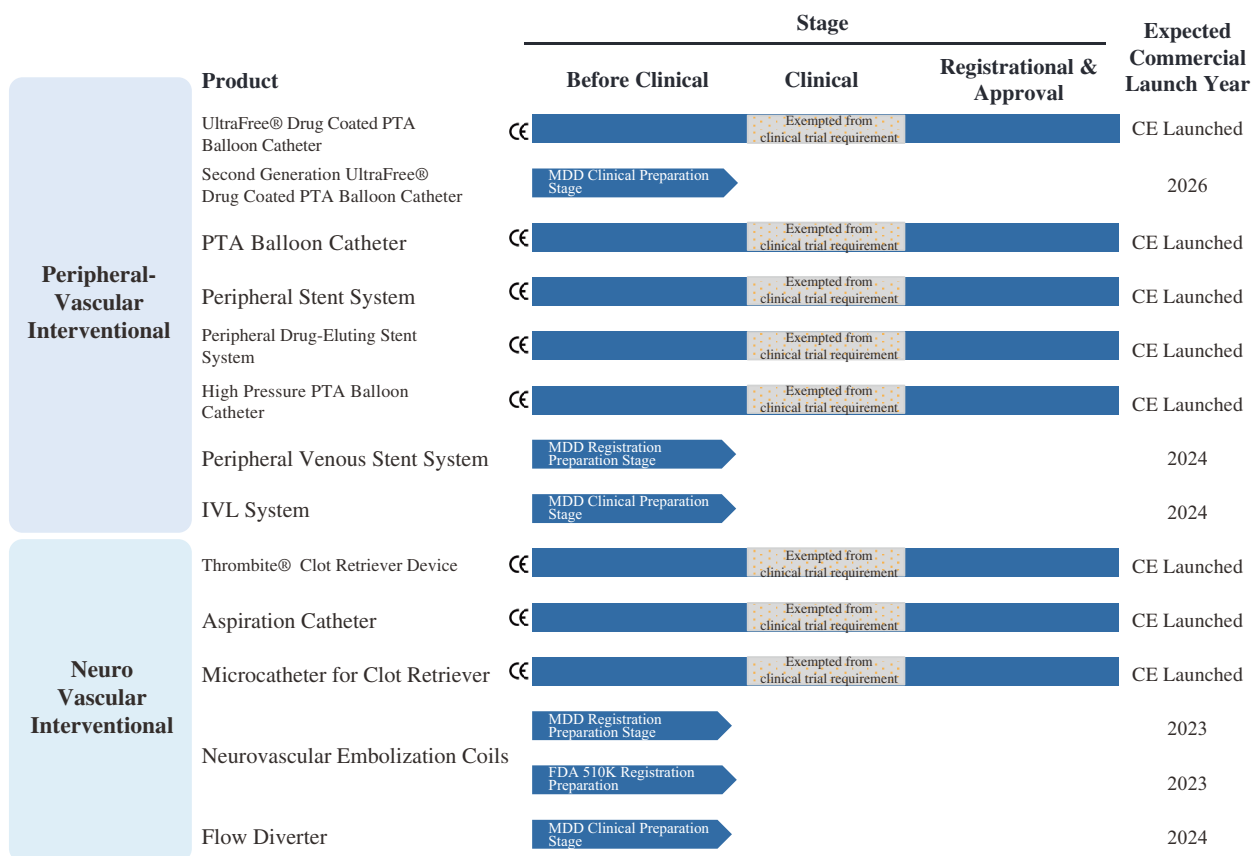 Stage
Expected
Commercial
Launch Year
Product
Before Clinical
Clinical
Registrational &
Approval
Peripheral-
Vascular
Interventional
UltraFree® Drug Coated PTA
Balloon Catheter
CE
Exempted from
clinical trial requirement
CE Launched
Second Generation UltraFree®
Drug Coated PTA Balloon Catheter
MDD Clinical Preparation
Stage
2026
PTA Balloon Catheter
CE
Exempted from
clinical trial requirement
CE Launched
Peripheral Stent System
CE
Exempted from
clinical trial requirement
CE Launched
Peripheral Drug-Eluting Stent
System
CE
Exempted from
clinical trial requirement
CE Launched
High Pressure PTA Balloon
Catheter
CE
Exempted from
clinical trial requirement
CE Launched
Peripheral Venous Stent System
MDD Registration
Preparation Stage
2024
IVL System
MDD Clinical Preparation
Stage
2024
Neuro
Vascular
Interventional
Thrombite® Clot Retriever Device
CE
Exempted from
clinical trial requirement
CE Launched
Aspiration Catheter
CE
Exempted from
clinical trial requirement
CE Launched
Microcatheter for Clot Retriever
CE
Exempted from
clinical trial requirement
CE Launched
Neurovascular Embolization Coils
MDD Registration
Preparation Stage
2023
FDA 510K Registration
Preparation
2023
Flow Diverter
MDD Clinical Preparation
Stage
2024